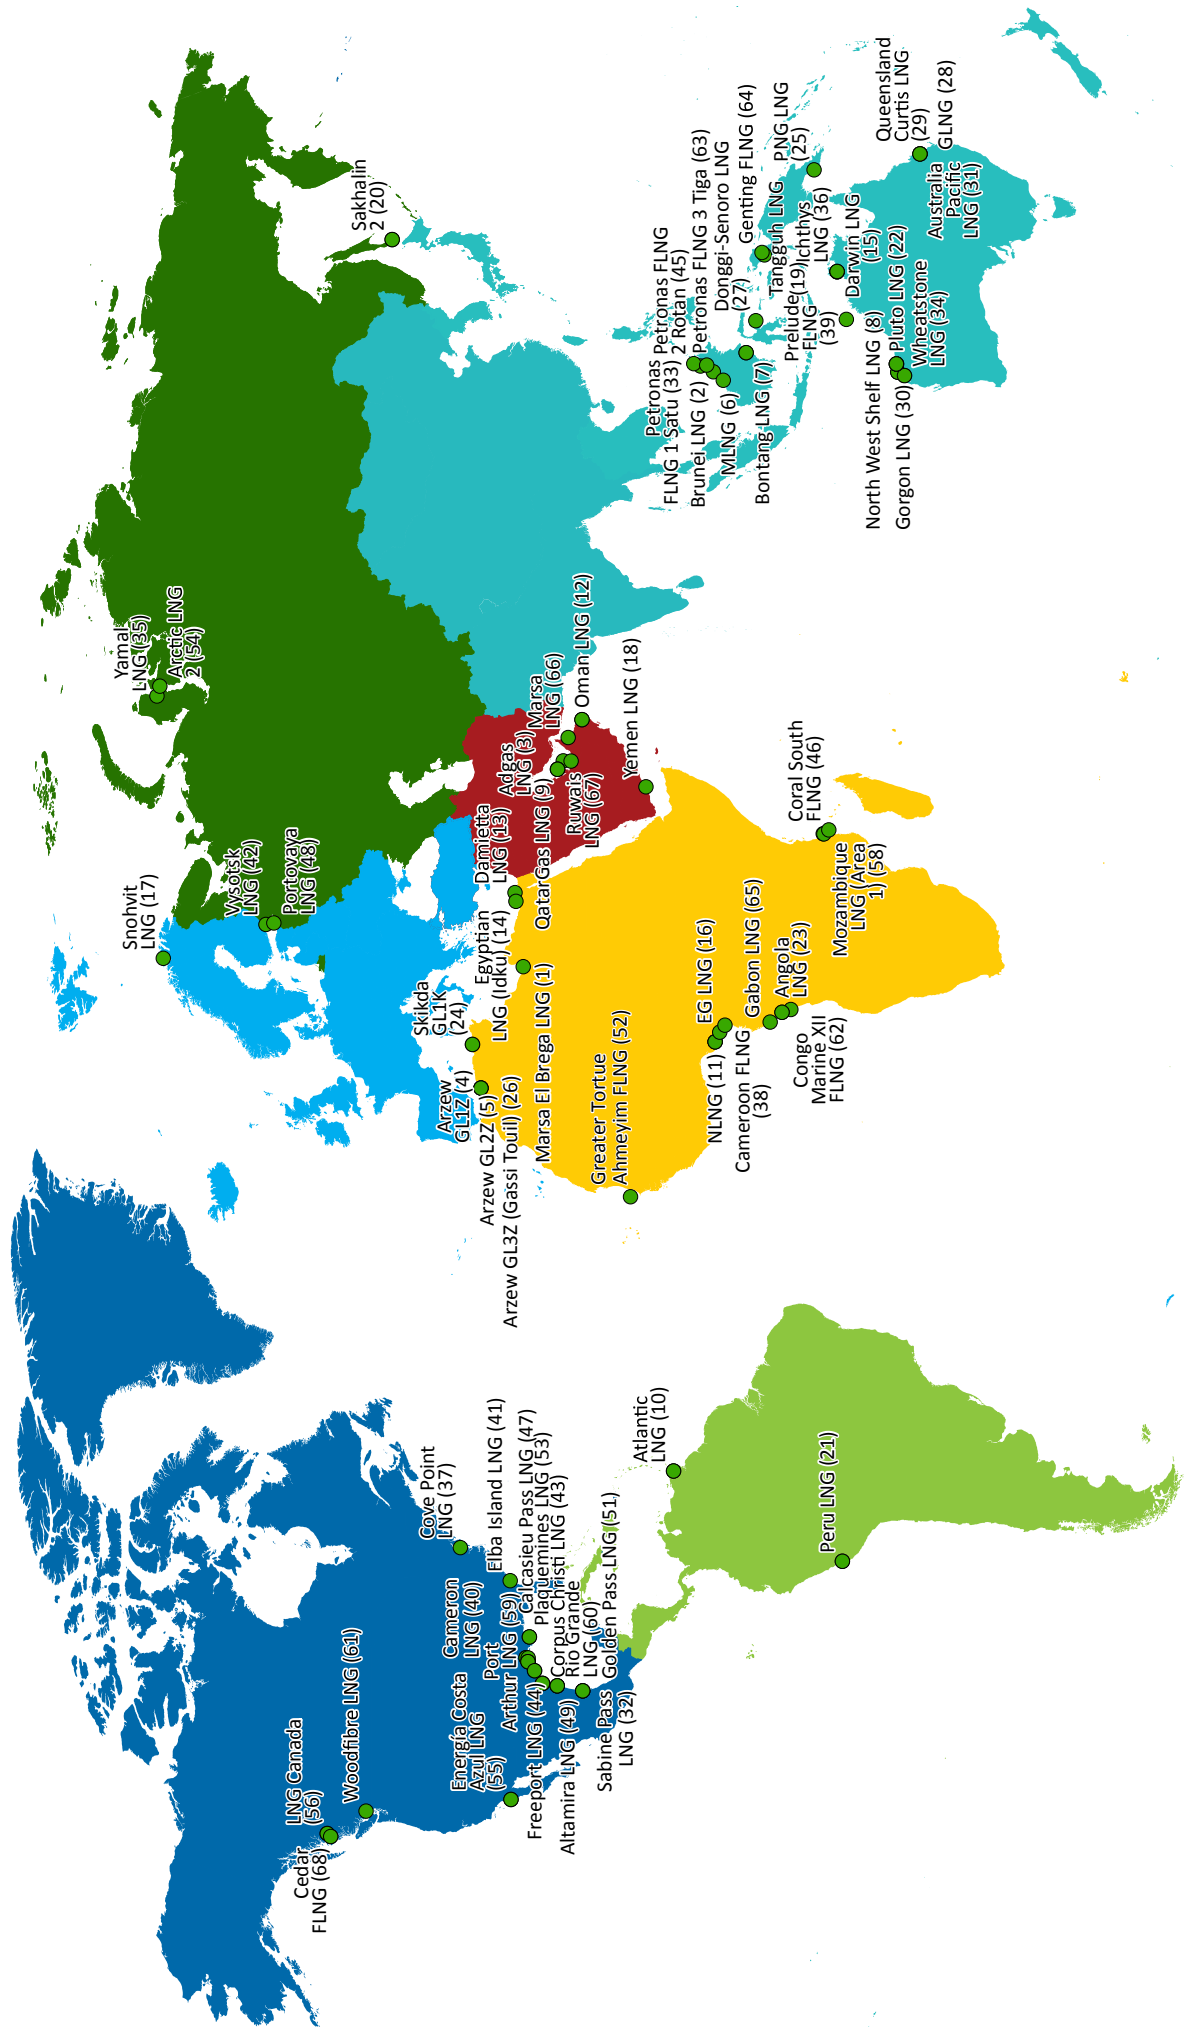 Cedar
FLNG (68)
LNG Canada
(56)
Woodfibre LNG (61)
Energía Costa
Azul LNG
(55)
Cameron
LNG (40)
Port
Arthur LNG (59)
Freeport LNG (44)
Altamira LNG (49)
Sabine Pass
LNG (32)
Cove Point
LNG (37)
Elba Island LNG (41)
Calcasieu Pass LNG (47)
Plaquemines LNG (53)
Corpus Christi LNG (43)
Rio Grande
LNG (60)
Golden Pass LNG (51)
Atlantic
LNG (10)
Peru LNG (21)
Snohvit
LNG (17)
Vysotsk
LNG (42)
Portovaya
LNG (48)
Yamal
LNG (35)
Arctic LNG
2 (54)
Sakhalin
2 (20)
Skikda
GL1K
(24)
Arzew
GL1Z (4)
Arzew GL2Z (5)
Arzew GL3Z (Gassi Touil) (26)
Damietta
LNG (13)
Egyptian
LNG (Idku) (14)
Marsa El Brega LNG (1)
Greater Tortue
Ahmeyim FLNG (52)
Adgas
LNG (3)
Marsa
LNG (66)
QatarGas LNG (9)
Ruwais
LNG (67)
Oman LNG (12)
Yemen LNG (18)
EG LNG (16)
NLNG (11)
Cameroon FLNG
(38)
Gabon LNG (65)
Angola
LNG (23)
Congo
Marine XII
FLNG (62)
Coral South
FLNG (46)
Mozambique
LNG (Area
1) (58)
Petronas
FLNG 1 Satu (33)
Petronas FLNG
2 Rotan (45)
Petronas FLNG 3 Tiga (63)
Brunei LNG (2)
MLNG (6)
Bontang LNG (7)
Donggi-Senoro LNG
(27)
Genting FLNG (64)
Tangguh LNG
(19)
PNG LNG
(25)
Prelude
FLNG
(39)
Ichthys
LNG (36)
Darwin LNG
(15)
North West Shelf LNG (8)
Pluto LNG (22)
Gorgon LNG (30)
Wheatstone
LNG (34)
Queensland
Curtis LNG
(29)
GLNG (28)
Australia
Pacific
LNG (31)